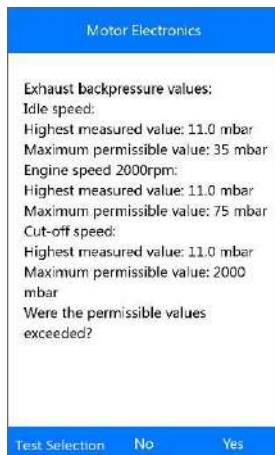 Motor Electronics
Exhaust backpressure values:
Idle speed:
Highest measured value: 11.0 mbar
Maximum permissible value: 35 mbar
Engine speed 2000rpm:
Highest measured value: 11.0 mbar
Maximum permissible value: 75 mbar
Cut-off speed:
Highest measured value: 11.0 mbar
Maximum permissible value: 2000
mbar
Were the permissible values
exceeded?
Test Selection No Yes